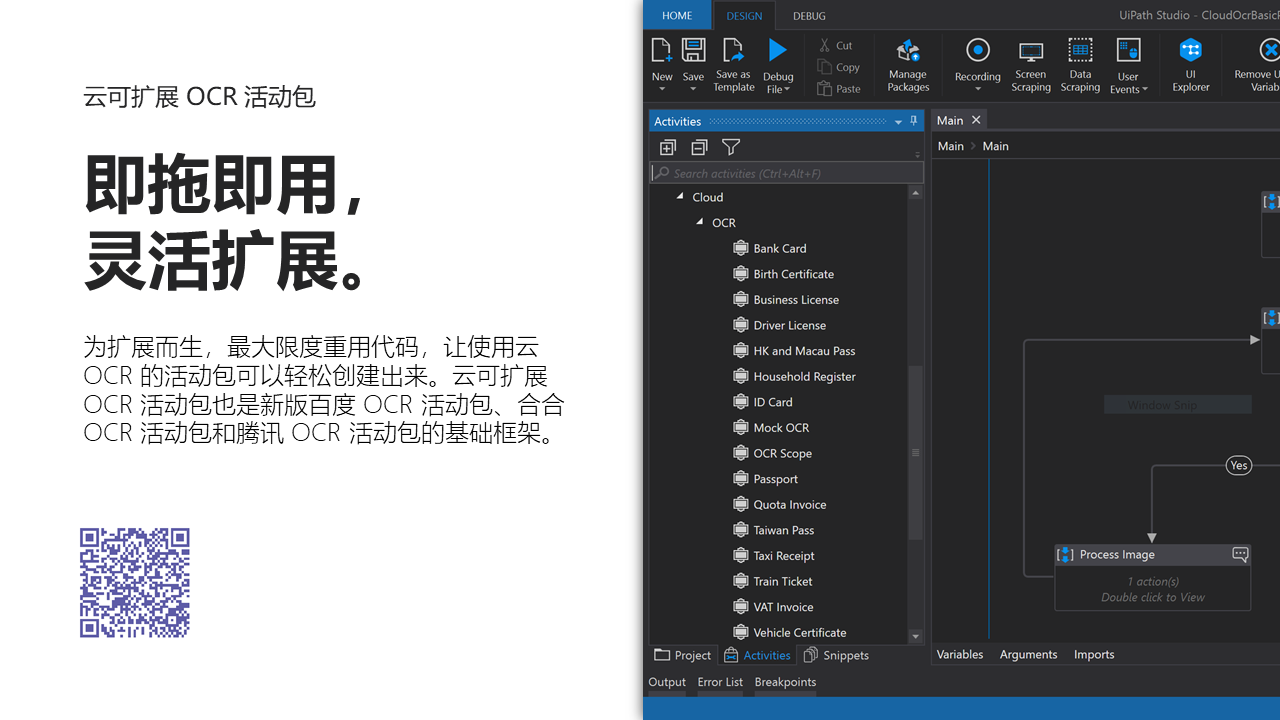 云可扩展 OCR 活动包
即拖即用，
灵活扩展。
为扩展而生，最大限度重用代码，让使用云
OCR 的活动包可以轻松创建出来。云可扩展
OCR 活动包也是新版百度 OCR 活动包、合合
OCR 活动包和腾讯 OCR 活动包的基础框架。
HOME
DESIGN
DEBUG
UiPath Studio - CloudOcrBasicF
New
Save
Save as
Template
Debug
File
Cut
Copy
Paste
Manage
Packages
Recording
Screen
Scraping
Data
Scraping
User
Events
UI
Explorer
Remove U
Variab
Activities
Search activities (Ctrl+Alt+F)
Cloud
OCR
Bank Card
Birth Certificate
Business License
Driver License
HK and Macau Pass
Household Register
ID Card
Mock OCR
OCR Scope
Passport
Quota Invoice
Taiwan Pass
Taxi Receipt
Train Ticket
VAT Invoice
Vehicle Certificate
Project
Activities
Snippets
Main
Main
Main
Window Snip
Yes
Process Image
1 action(s)
Double click to View
Variables
Arguments
Imports
Output
Error List
Breakpoints